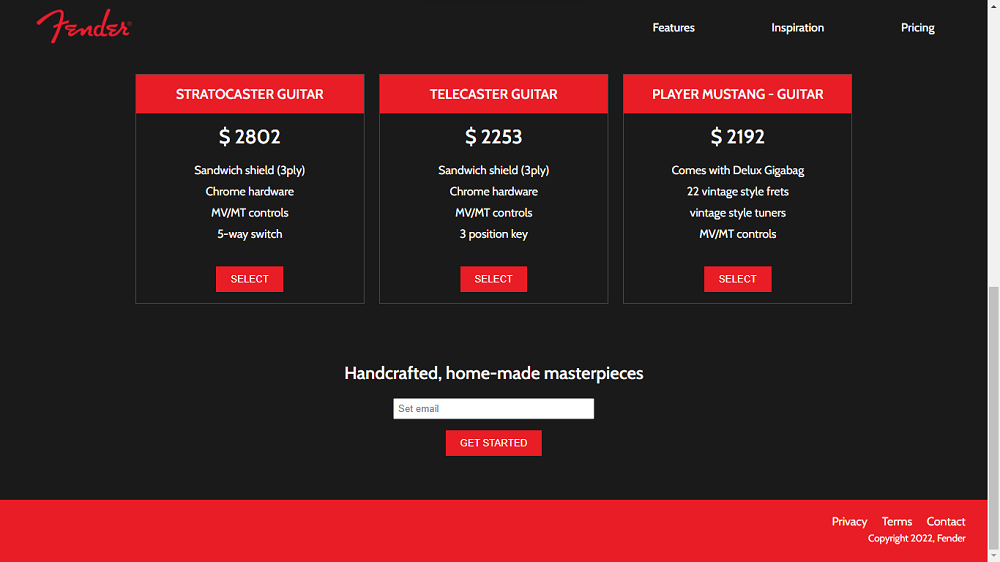 Fender®
Features Inspiration Pricing
STRATOCASTER GUITAR
$ 2802
Sandwich shield (3ply)
Chrome hardware
MV/MT controls
5-way switch
SELECT
TELECASTER GUITAR
$ 2253
Sandwich shield (3ply)
Chrome hardware
MV/MT controls
3 position key
SELECT
PLAYER MUSTANG - GUITAR
$ 2192
Comes with Delux Gigabag
22 vintage style frets
vintage style tuners
MV/MT controls
SELECT
Handcrafted, home-made masterpieces
Set email
GET STARTED
Privacy Terms Contact
Copyright 2022, Fender